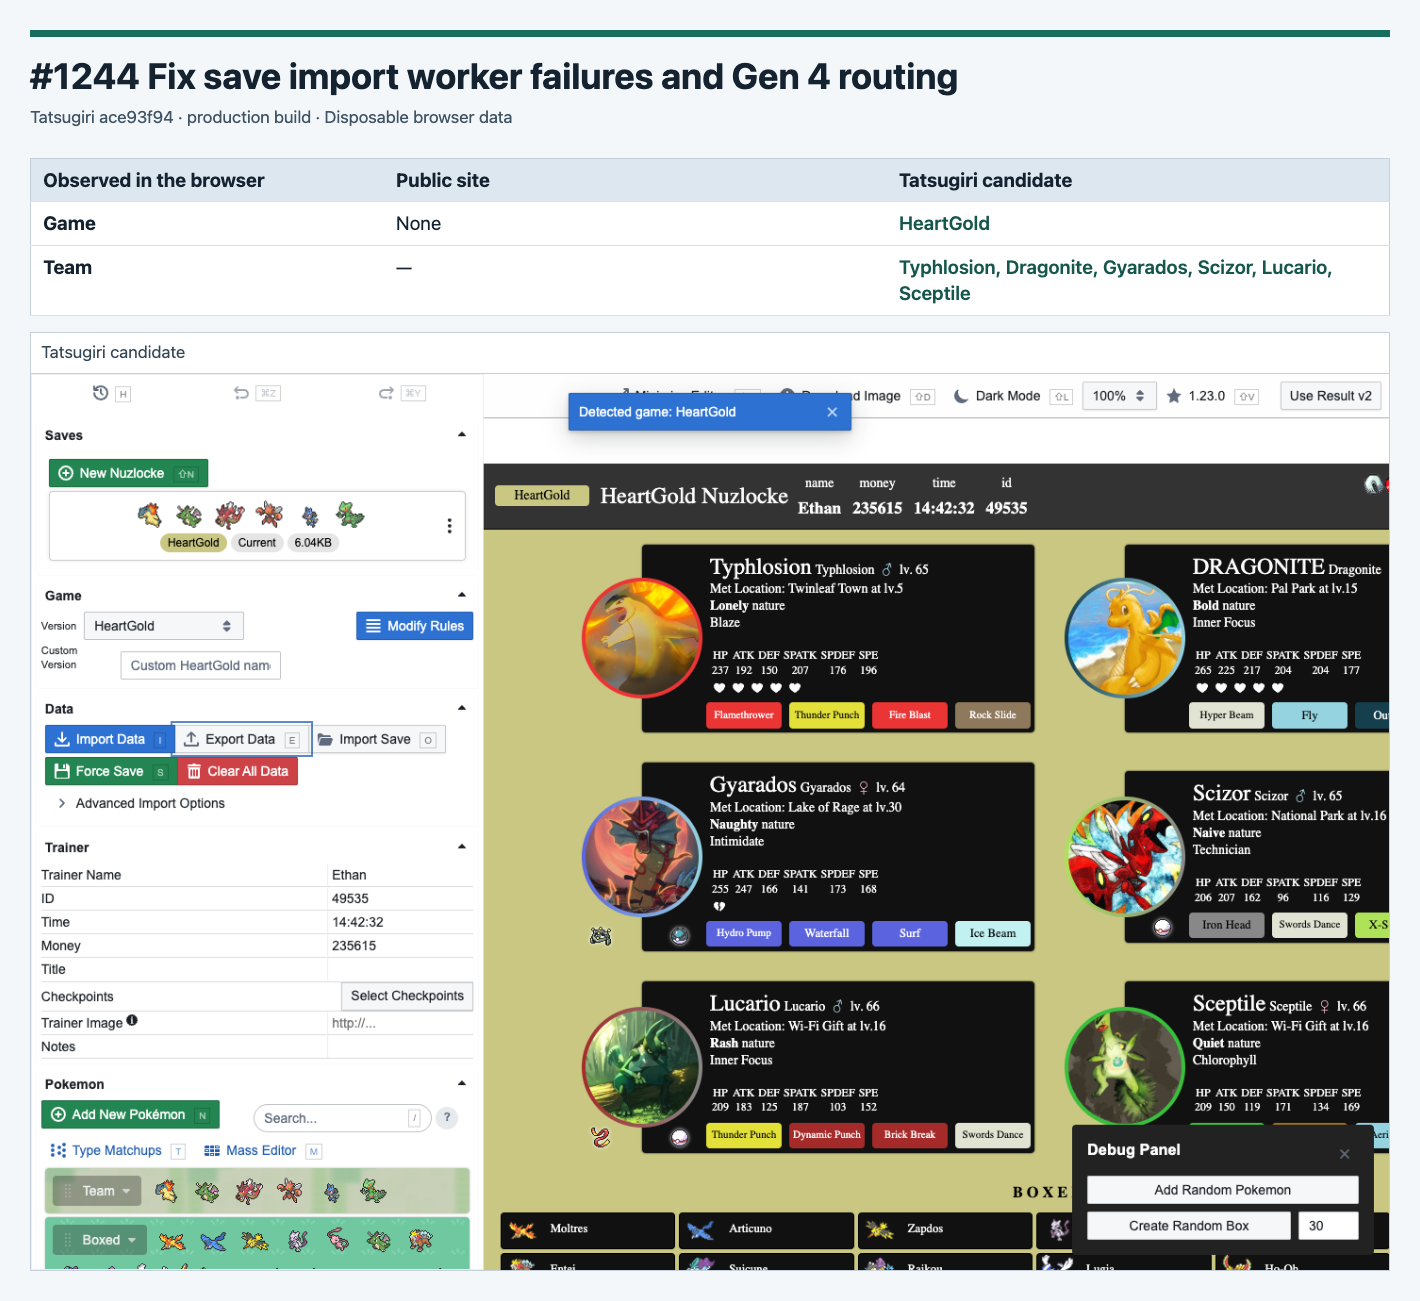 #1244 Fix save import worker failures and Gen 4 routing
Tatsugiri ace93f94 · production build · Disposable browser data
Observed in the browser Public site Tatsugiri candidate
Game None HeartGold
Team — Typhlosion, Dragonite, Gyarados, Scizor, Lucario,
Sceptile
Tatsugiri candidate
H ⌘Z ⌘Y
Dark Mode ⇧L 100% 1.23.0 ⇧V Use Result v2
d Image ⇧D
Detected game: HeartGold ×
Saves
New Nuzlocke ⇧N
HeartGold Current 6.04KB
Game
Version HeartGold Modify Rules
Custom
Version Custom HeartGold nam
Data
Import Data I Export Data E Import Save O
Force Save S Clear All Data
Advanced Import Options
Trainer
Trainer Name Ethan
ID 49535
Time 14:42:32
Money 235615
Title
Checkpoints Select Checkpoints
Trainer Image http://...
Notes
Pokemon
Add New Pokémon N Search... / ?
Type Matchups T Mass Editor M
Team
Boxed
HeartGold HeartGold Nuzlocke
name money time id
Ethan 235615 14:42:32 49535
Typhlosion Typhlosion ♂ lv. 65
Met Location: Twinleaf Town at lv.5
Lonely nature
Blaze
HP ATK DEF SPATK SPDEF SPE
237 192 150 207 176 196
Flamethrower Thunder Punch Fire Blast Rock Slide
DRAGONITE Dragonite
Met Location: Pal Park at lv.15
Bold nature
Inner Focus
HP ATK DEF SPATK SPDEF SPE
265 225 217 204 204 177
Hyper Beam Fly Ou
Gyarados Gyarados ♀ lv. 64
Met Location: Lake of Rage at lv.30
Naughty nature
Intimidate
HP ATK DEF SPATK SPDEF SPE
255 247 166 141 173 168
Hydro Pump Waterfall Surf Ice Beam
Scizor Scizor ♂ lv. 65
Met Location: National Park at lv.16
Naive nature
Technician
HP ATK DEF SPATK SPDEF SPE
206 207 162 96 116 129
Iron Head Swords Dance X-S
Lucario Lucario ♂ lv. 66
Met Location: Wi-Fi Gift at lv.16
Rash nature
Inner Focus
HP ATK DEF SPATK SPDEF SPE
209 183 125 187 103 152
Thunder Punch Dynamic Punch Brick Break Swords Dance
Sceptile Sceptile ♀ lv. 66
Met Location: Wi-Fi Gift at lv.16
Quiet nature
Chlorophyll
HP ATK DEF SPATK SPDEF SPE
209 150 119 171 134 169
Aeri
BOXE
Moltres Articuno Zapdos
Entei Suicune Raikou Lugia Ho-Oh
Debug Panel ×
Add Random Pokemon
Create Random Box 30